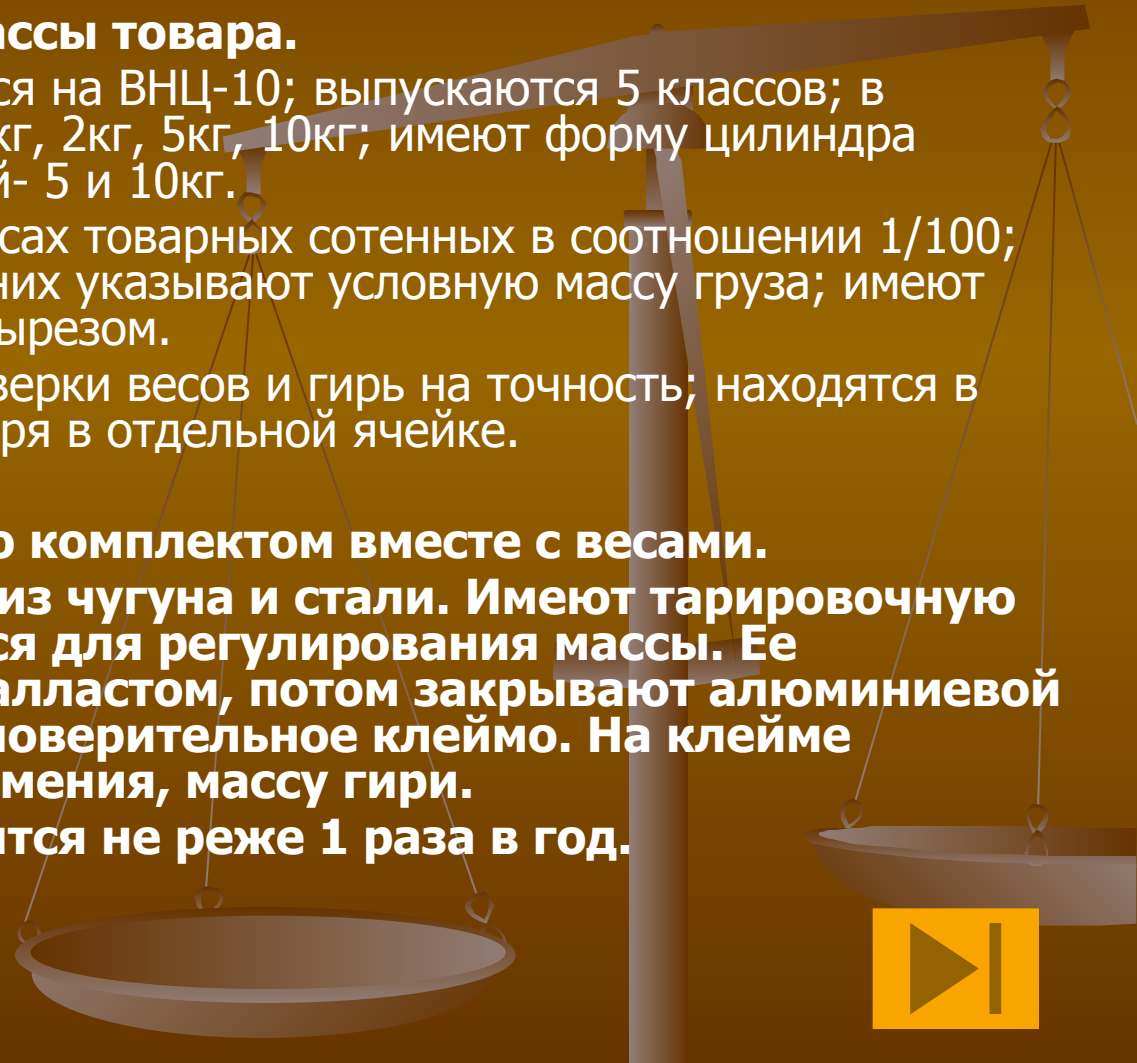 ассы товара.
ся на ВНЦ-10; выпускаются 5 классов; в
кг, 2кг, 5кг, 10кг; имеют форму цилиндра
й- 5 и 10кг.
сах товарных сотенных в соотношении 1/100;
них указывают условную массу груза; имеют
ырезом.
верки весов и гирь на точность; находятся в
ря в отдельной ячейке.
о комплектом вместе с весами.
из чугуна и стали. Имеют тарировочную
ся для регулирования массы. Ее
алластом, потом закрывают алюминиевой
поверительное клеймо. На клейме
мения, массу гири.
ится не реже 1 раза в год.